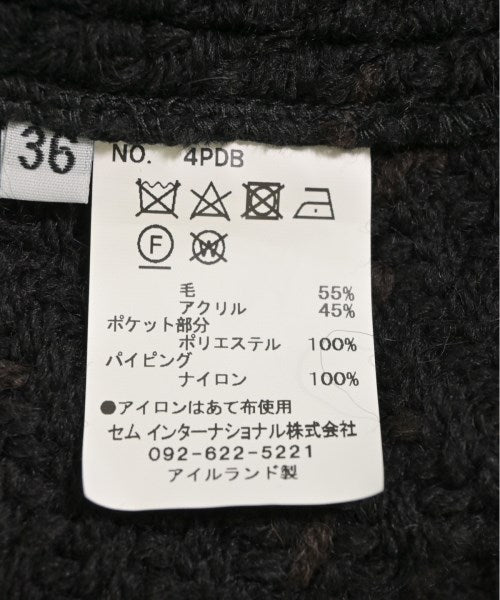 36
NO. 4PDB
F W
毛 55%
アクリル 45%
ポケット部分
ポリエステル 100%
パイピング
ナイロン 100%
●アイロンはあて布使用
セム インターナショナル株式会社
092-622-5221
アイルランド製